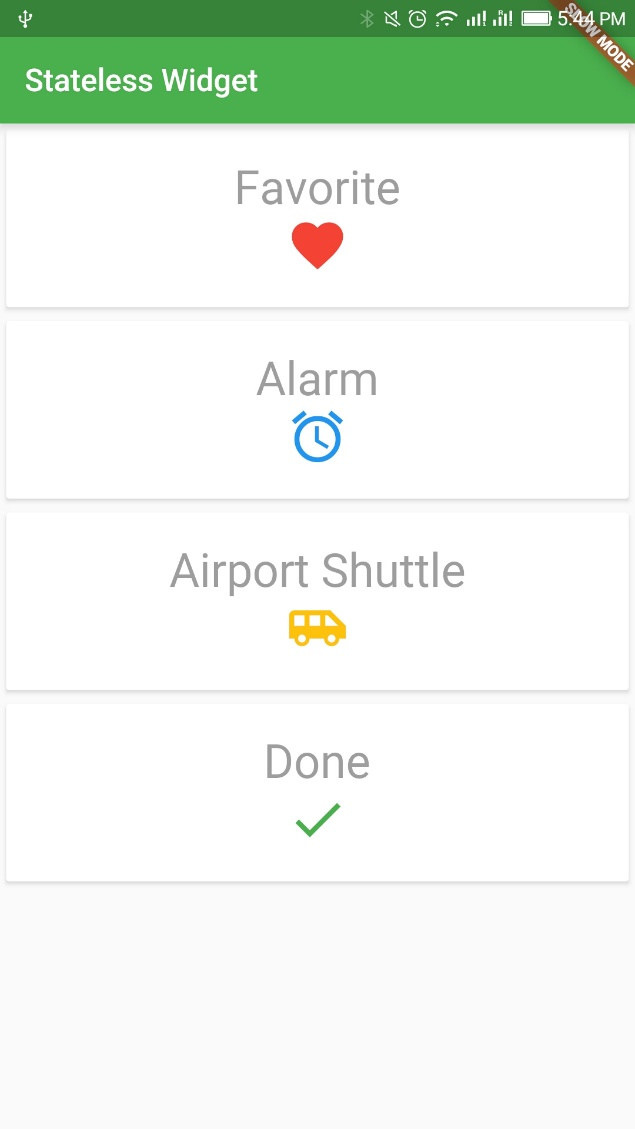 5:44 PM
SLOW MODE
Stateless Widget
Favorite
Alarm
Airport Shuttle
Done